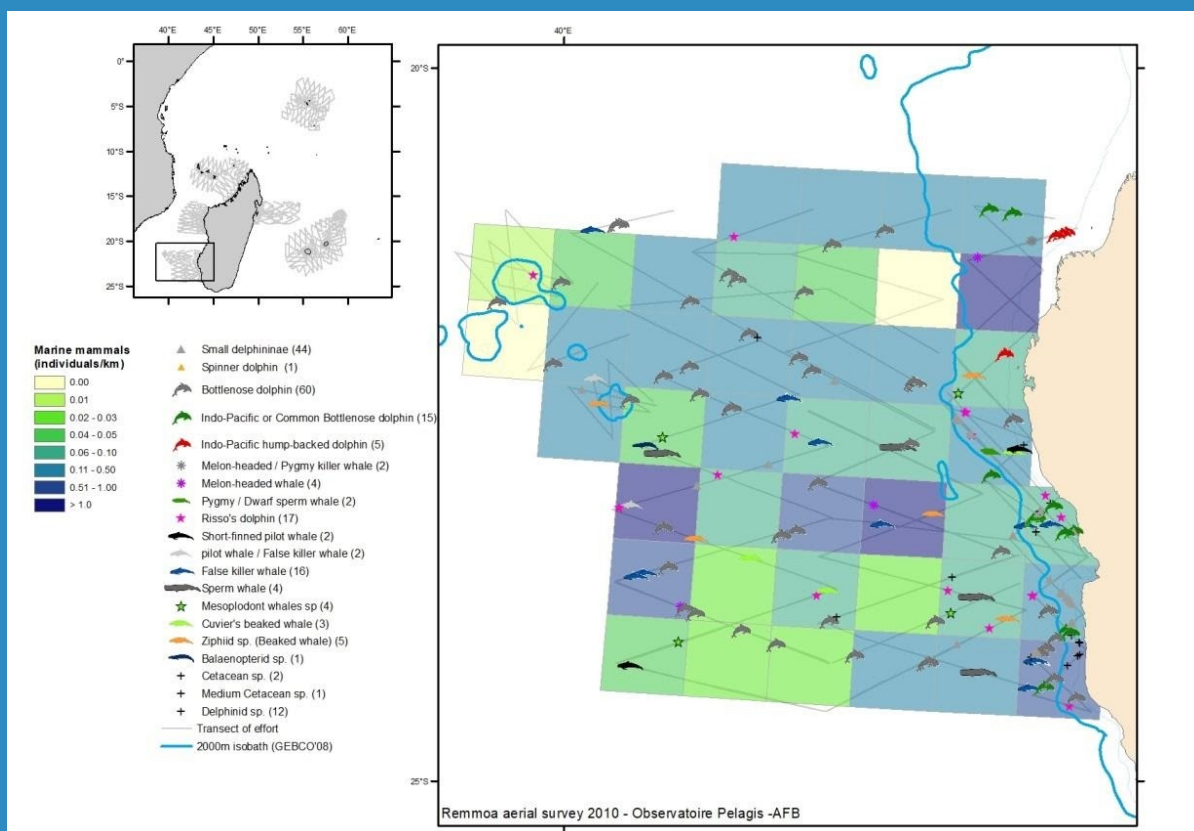 40°E 45°E 50°E 55°E 60°E
0°
5°S
10°S
15°S
20°S
25°S
40°E 45°E 50°E 55°E 60°E
Marine mammals
(individuals/km)
0.00
0.01
0.02 - 0.03
0.04 - 0.05
0.06 - 0.10
0.11 - 0.50
0.51 - 1.00
> 1.0
Small delphininae (44)
Spinner dolphin (1)
Bottlenose dolphin (60)
Indo-Pacific or Common Bottlenose dolphin (15)
Indo-Pacific hump-backed dolphin (5)
Melon-headed / Pygmy killer whale (2)
Melon-headed whale (4)
Pygmy / Dwarf sperm whale (2)
Risso's dolphin (17)
Short-finned pilot whale (2)
pilot whale / False killer whale (2)
False killer whale (16)
Sperm whale (4)
Mesoplodont whales sp (4)
Cuvier's beaked whale (3)
Ziphiid sp. (Beaked whale) (5)
Balaenopterid sp. (1)
Cetacean sp. (2)
Medium Cetacean sp. (1)
Delphinid sp. (12)
Transect of effort
2000m isobath (GEBCO'08)
40°E
20°S
25°S
Remmoa aerial survey 2010 - Observatoire Pelagis -AFB